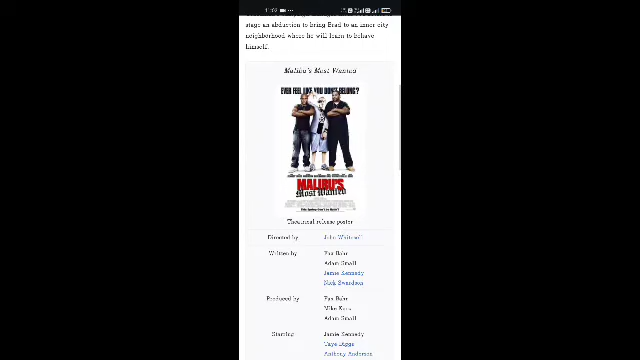 11:02
stage an abduction to bring Brad to an inner city
neighborhood where he will learn to behave
himself.
Malibu's Most Wanted
EVER FEEL LIKE YOU DON'T BELONG?
MALIBU'S
Most Wanted
Theatrical release poster
Directed by John Whitesell
Written by Fax Bahr
Adam Small
Jamie Kennedy
Nick Swardson
Produced by Fax Bahr
Mike Karz
Adam Small
Starring Jamie Kennedy
Taye Diggs
Anthony Anderson